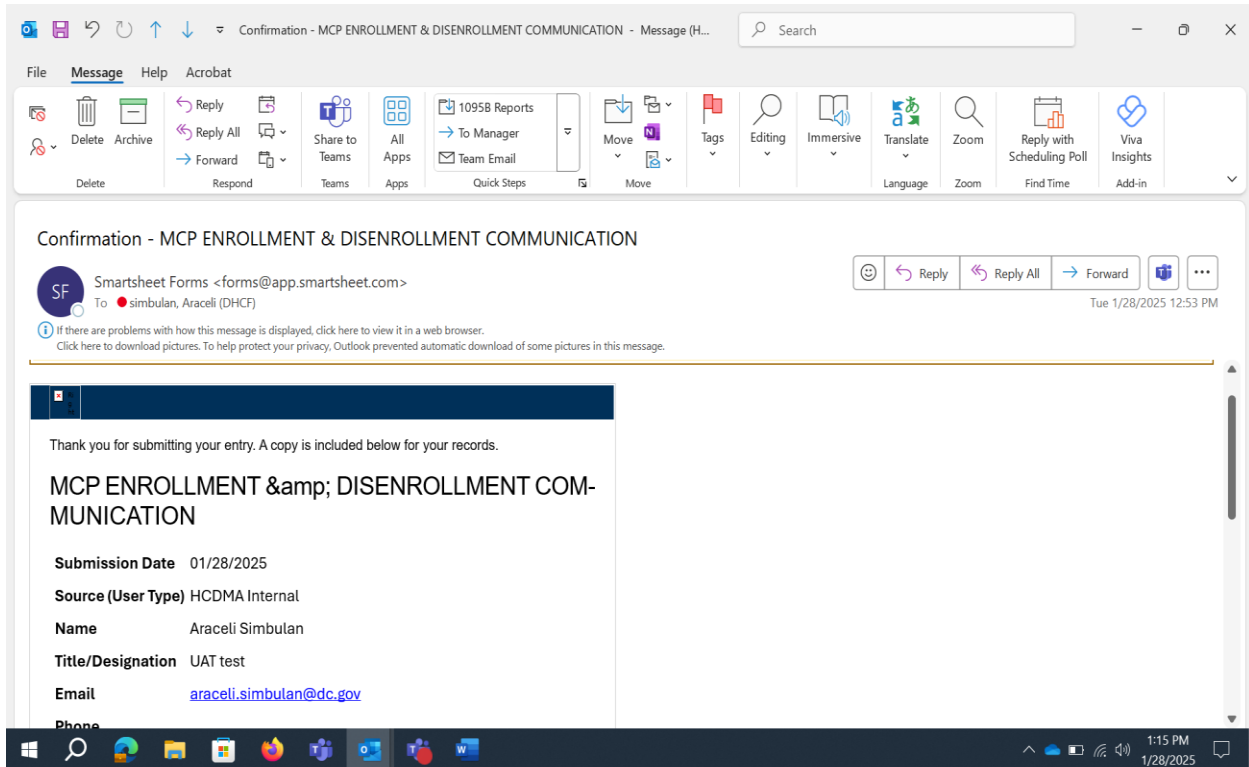 Confirmation - MCP ENROLLMENT & DISENROLLMENT COMMUNICATION - Message (H...
Search
File Message Help Acrobat
Delete
Archive
Reply
Reply All
Forward
Share to
Teams
All
Apps
1095B Reports
To Manager
Team Email
Move
Tags
Editing
Immersive
Translate
Zoom
Reply with
Scheduling Poll
Viva
Insights
Delete Respond Teams Apps Quick Steps Move Language Zoom Find Time Add-in
Confirmation - MCP ENROLLMENT & DISENROLLMENT COMMUNICATION
SF
Smartsheet Forms <forms@app.smartsheet.com>
To simbulan, Araceli (DHCF)
Reply Reply All Forward
Tue 1/28/2025 12:53 PM
If there are problems with how this message is displayed, click here to view it in a web browser.
Click here to download pictures. To help protect your privacy, Outlook prevented automatic download of some pictures in this message.
Thank you for submitting your entry. A copy is included below for your records.
MCP ENROLLMENT &amp; DISENROLLMENT COM-
MUNICATION
Submission Date 01/28/2025
Source (User Type) HCDMA Internal
Name Araceli Simbulan
Title/Designation UAT test
Email araceli.simbulan@dc.gov
Phone
1:15 PM
1/28/2025